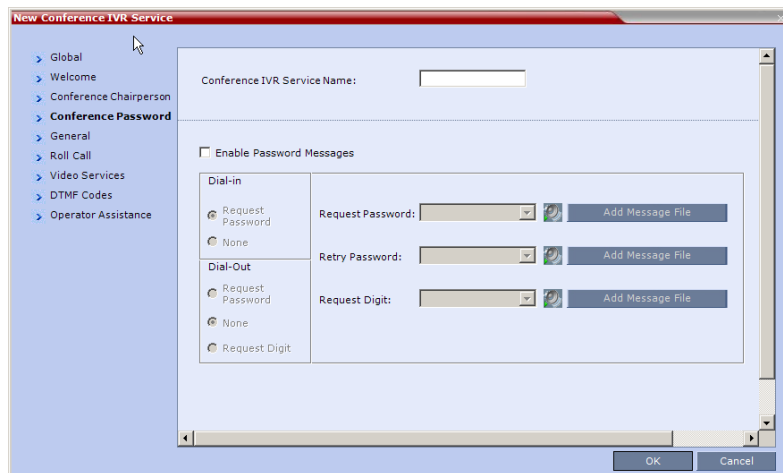 New Conference IVR Service
Global
Welcome
Conference Chairperson
Conference Password
General
Roll Call
Video Services
DTMF Codes
Operator Assistance
Conference IVR Service Name:
Enable Password Messages
Dial-in
Request
Password
None
Dial-Out
Request
Password
None
Request Digit
Request Password:
Add Message File
Retry Password:
Add Message File
Request Digit:
Add Message File
OK
Cancel